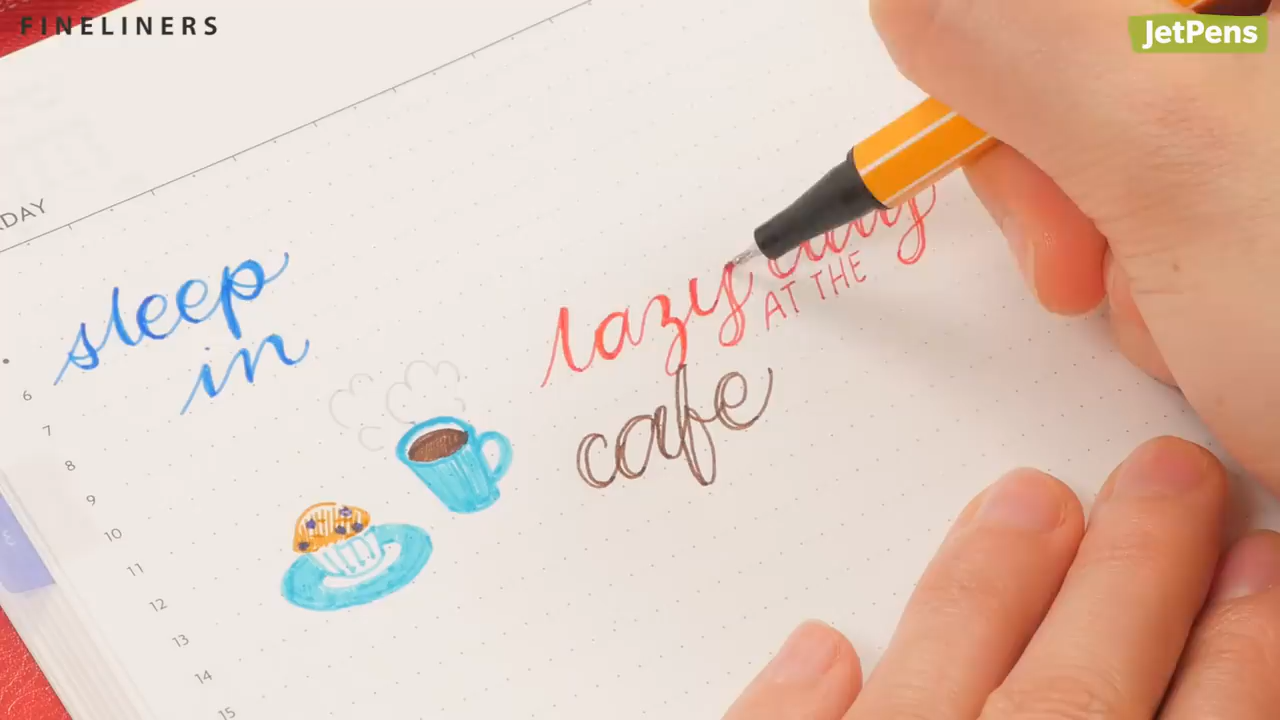 FINELINERS
JetPens
DAY
sleep
in
lazy
AT THE
cafe
6
7
8
9
10
11
12
13
14
15